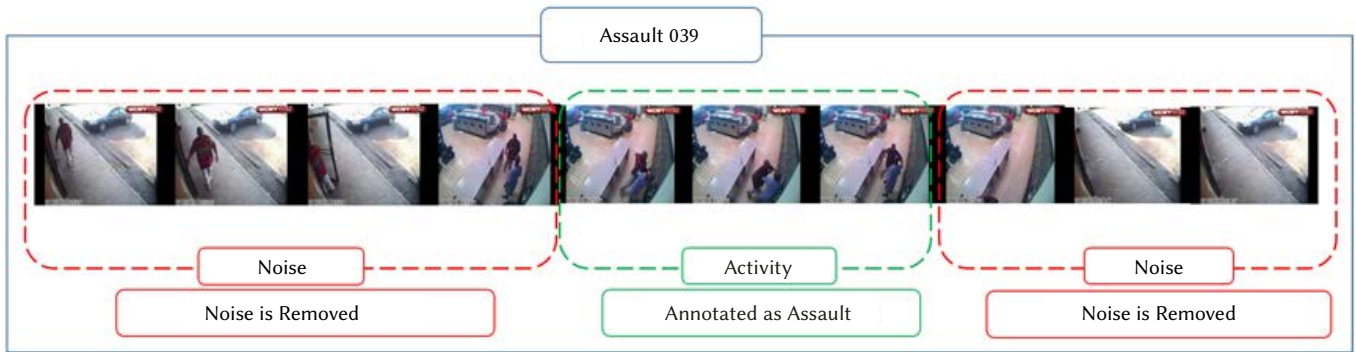 Assault 039
Noise
Activity
Noise
Noise is Removed
Annotated as Assault
Noise is Removed